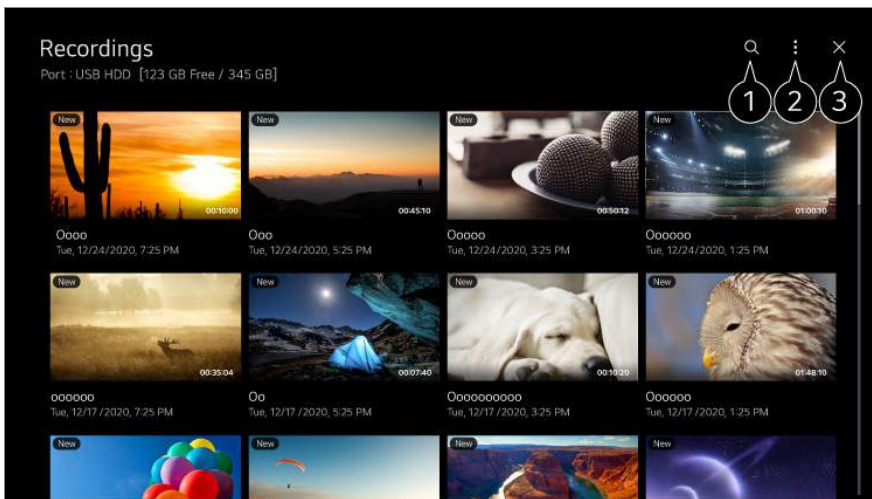 Recordings
Port : USB HDD [123 GB Free / 345 GB]
1 2 3
New New New New
00:10:00 00:45:10 00:50:12 01:00:10
Oooo Ooo Ooooo Oooooo
Tue, 12/24/2020, 7:25 PM Tue, 12/24/2020, 5:25 PM Tue, 12/24/2020, 3:25 PM Tue, 12/24/2020, 1:25 PM
New New New New
00:35:04 00:07:40 00:10:20 01:48:10
oooooo Oo Oooooooooo Oooooo
Tue, 12/17 /2020, 7:25 PM Tue, 12/17 /2020, 5:25 PM Tue, 12/17 /2020, 3:25 PM Tue, 12/17 /2020, 1:25 PM
New New New New